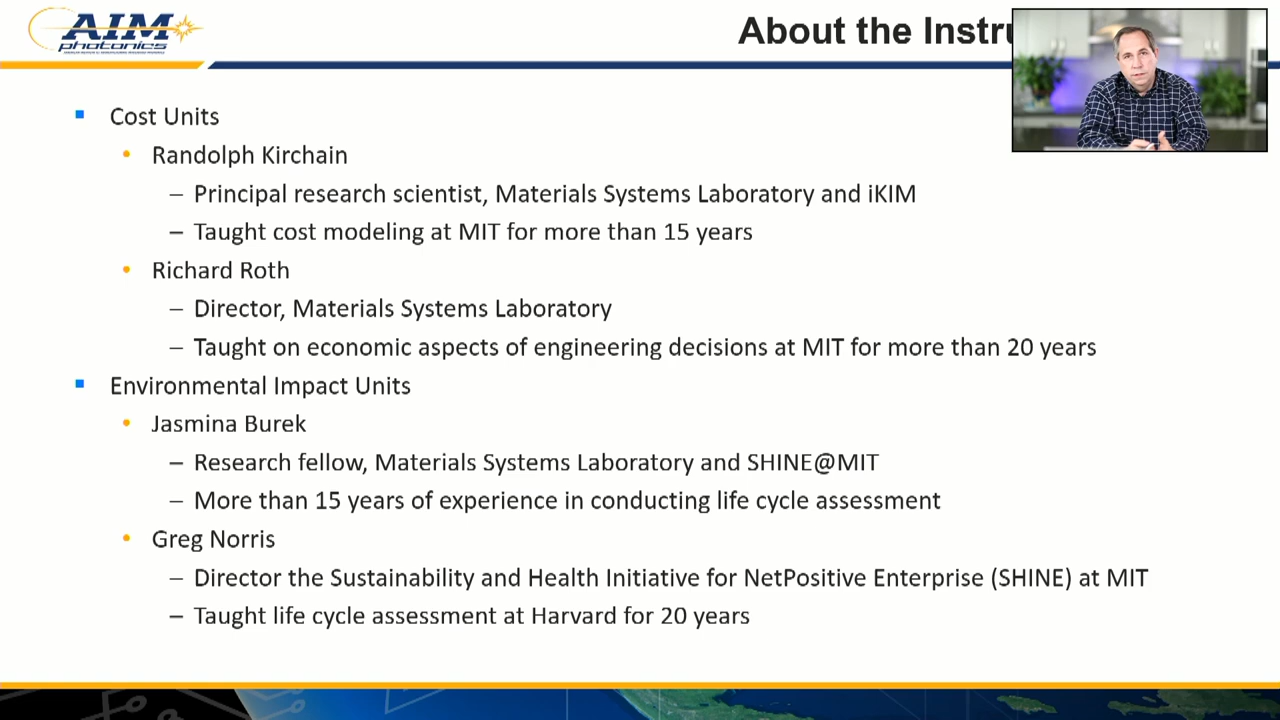 AIM
photonics
About the Instru
Cost Units
Randolph Kirchain
– Principal research scientist, Materials Systems Laboratory and iKIM
– Taught cost modeling at MIT for more than 15 years
Richard Roth
– Director, Materials Systems Laboratory
– Taught on economic aspects of engineering decisions at MIT for more than 20 years
Environmental Impact Units
Jasmina Burek
– Research fellow, Materials Systems Laboratory and SHINE@MIT
– More than 15 years of experience in conducting life cycle assessment
Greg Norris
– Director the Sustainability and Health Initiative for NetPositive Enterprise (SHINE) at MIT
– Taught life cycle assessment at Harvard for 20 years